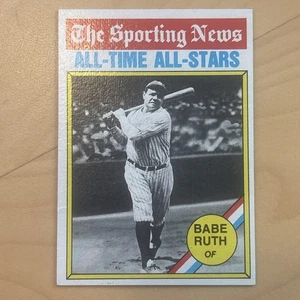 The Sporting News
ALL-TIME ALL-STARS
BABE
RUTH
OF